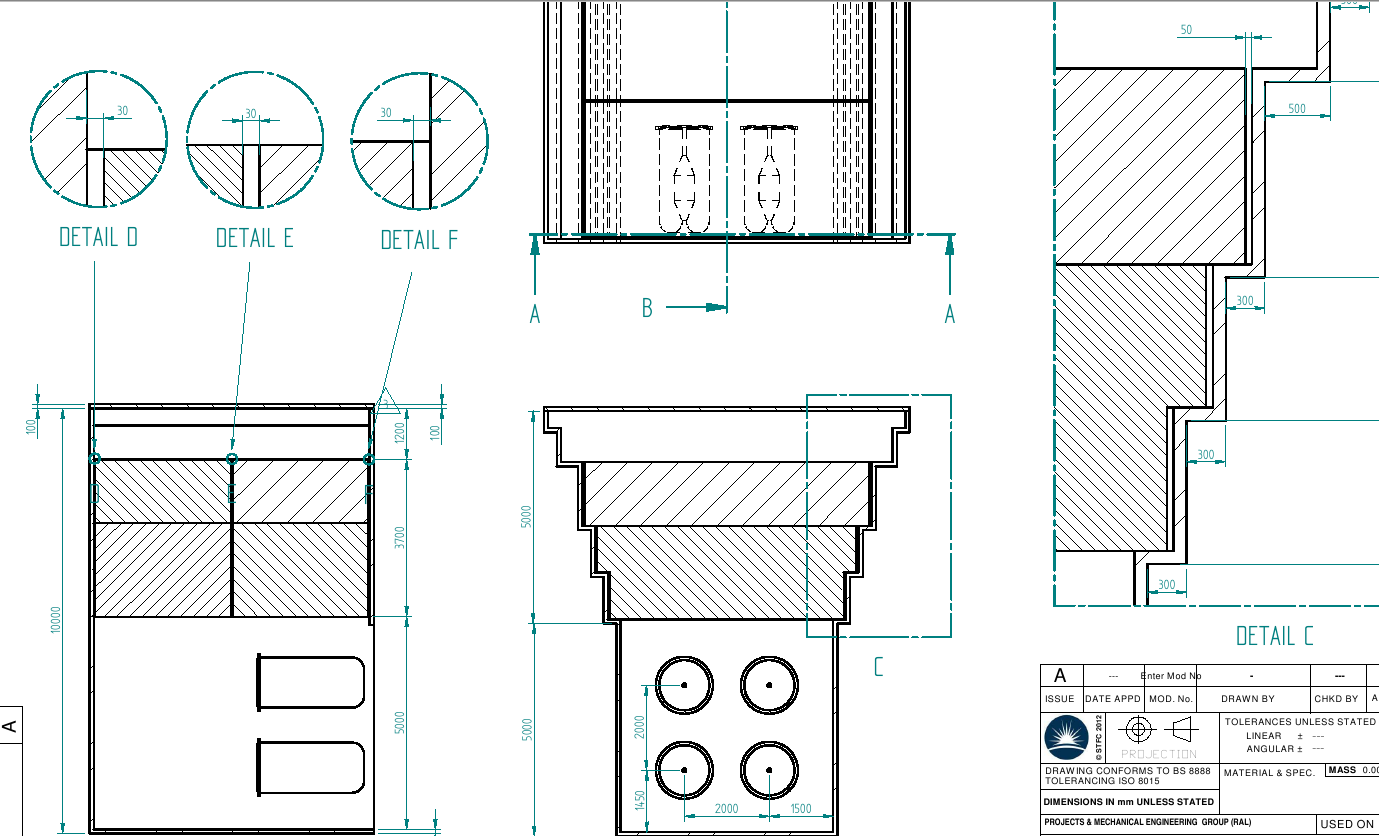 50
500
30
30
30
DETAIL D
DETAIL E
DETAIL F
A
B
A
300
300
300
DETAIL C
100
1200
100
3700
10000
5000
5000
5000
C
2000
1450
2000
1500
A
A --- Enter Mod No - ---
ISSUE DATE APPD MOD. No. DRAWN BY CHKD BY A
© STFC 2012
PROJECTION
TOLERANCES UNLESS STATED
LINEAR ± ---
ANGULAR ± ---
DRAWING CONFORMS TO BS 8888
TOLERANCING ISO 8015
MATERIAL & SPEC.
MASS 0.00
DIMENSIONS IN mm UNLESS STATED
PROJECTS & MECHANICAL ENGINEERING GROUP (RAL)
USED ON